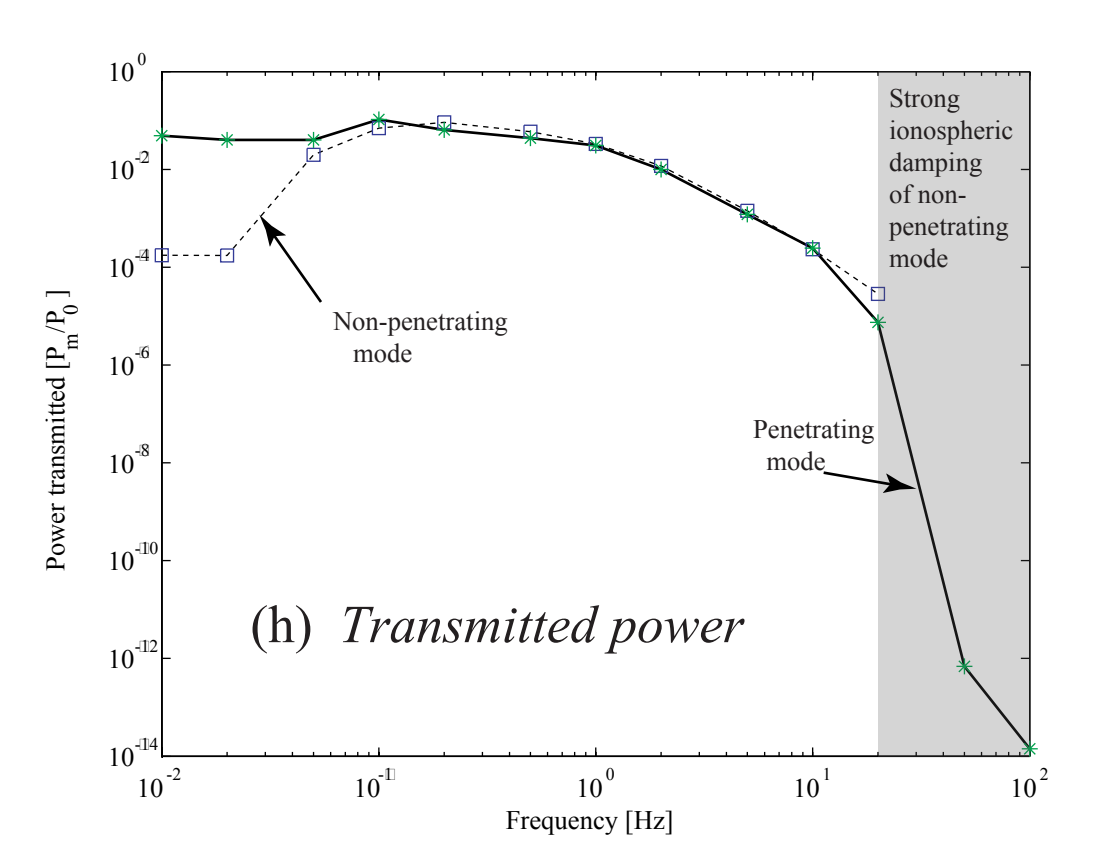 10^0
10^-2
10^-4
10^-6
10^-8
10^-10
10^-12
10^-14
Power transmitted [P_m/P_0]
Strong
ionospheric
damping
of non-
penetrating
mode
Non-penetrating
mode
Penetrating
mode
(h) Transmitted power
10^-2
10^-1
10^0
10^1
10^2
Frequency [Hz]